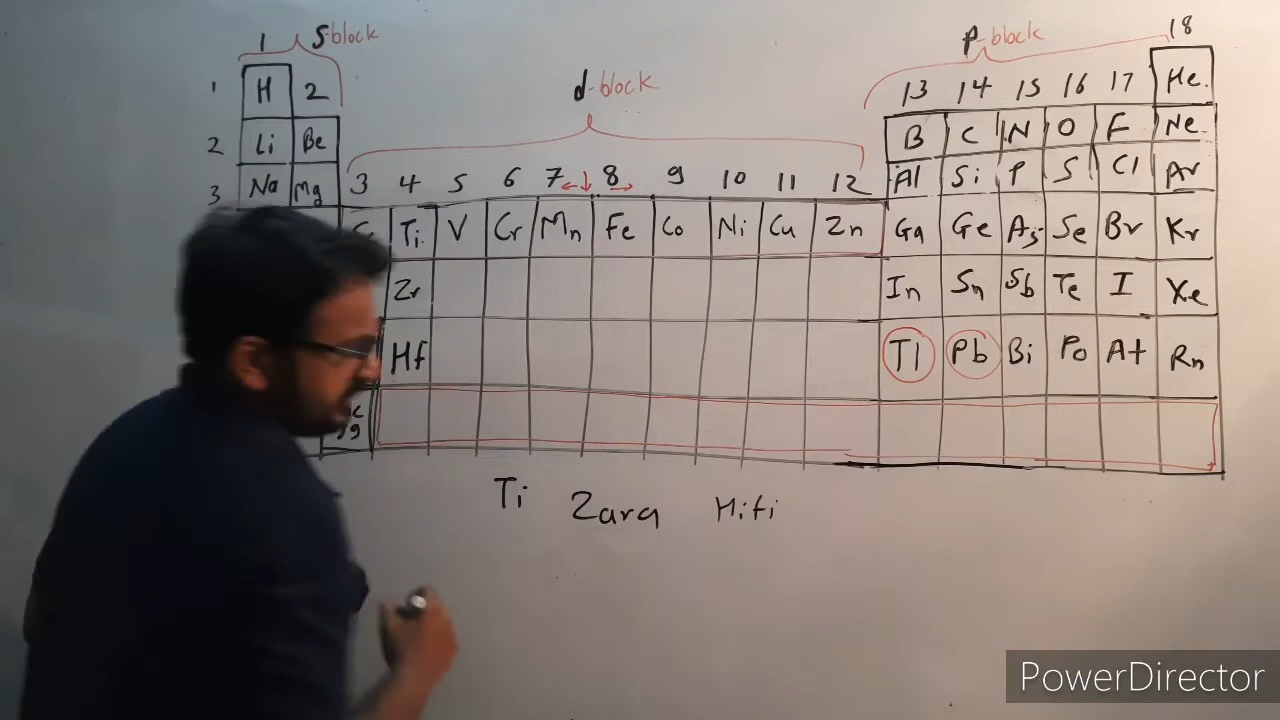 1 S-block p-block 18
1 H 2 d-block 13 14 15 16 17 He
2 Li Be B C N O F Ne
3 Na Mg 3 4 5 6 7 8 9 10 11 12 Al Si P S Cl Ar
Ti V Cr Mn Fe Co Ni Cu Zn Ga Ge As Se Br Kr
Zr In Sn Sb Te I Xe
Hf Tl Pb Bi Po At Rn
Ti Zara Hifi
PowerDirector